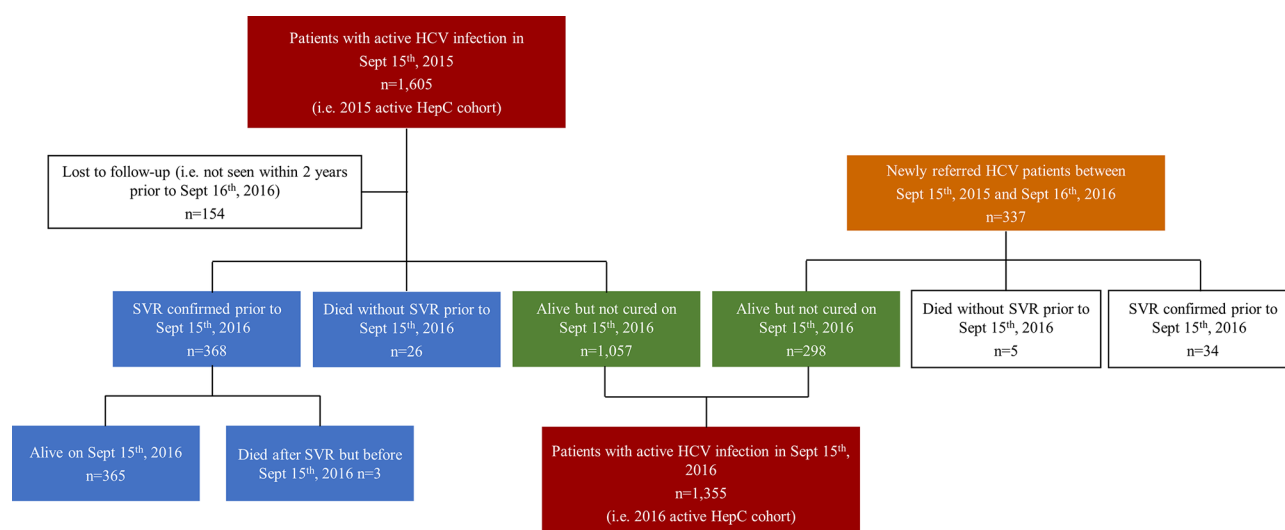 Patients with active HCV infection in
Sept 15th, 2015
n=1,605
(i.e. 2015 active HepC cohort)
Lost to follow-up (i.e. not seen within 2 years
prior to Sept 16th, 2016)
n=154
Newly referred HCV patients between
Sept 15th, 2015 and Sept 16th, 2016
n=337
SVR confirmed prior to
Sept 15th, 2016
n=368
Died without SVR prior to
Sept 15th, 2016
n=26
Alive but not cured on
Sept 15th, 2016
n=1,057
Alive but not cured on
Sept 15th, 2016
n=298
Died without SVR prior to
Sept 15th, 2016
n=5
SVR confirmed prior to
Sept 15th, 2016
n=34
Alive on Sept 15th, 2016
n=365
Died after SVR but before
Sept 15th, 2016 n=3
Patients with active HCV infection in Sept 15th,
2016
n=1,355
(i.e. 2016 active HepC cohort)